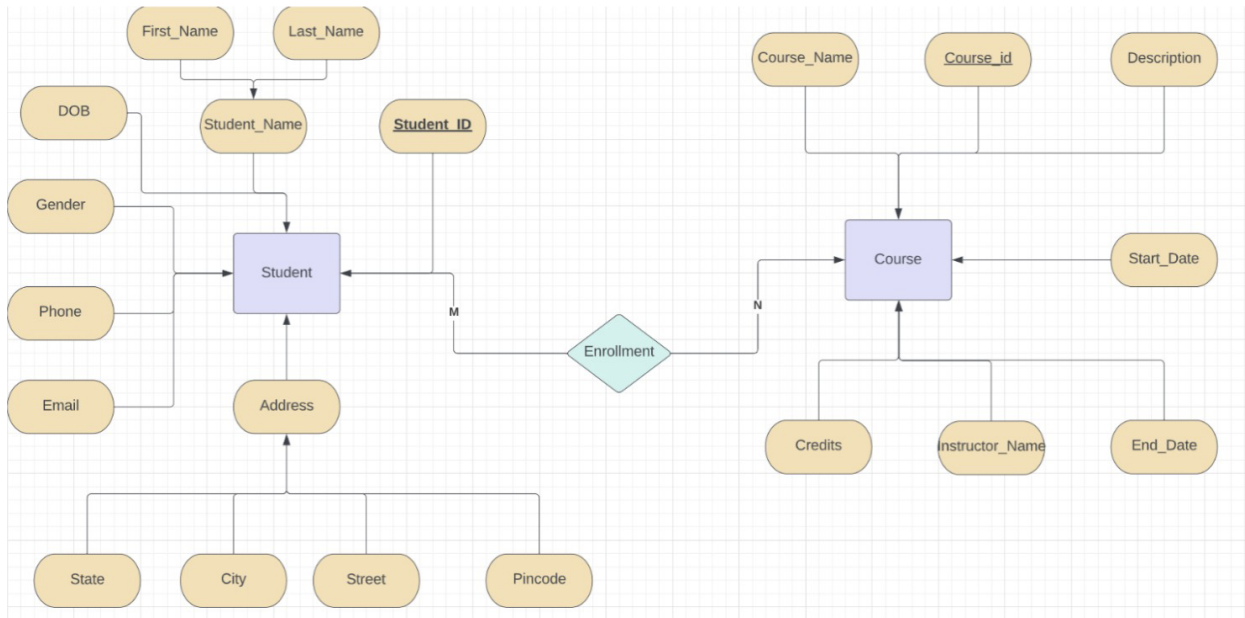 First_Name
Last_Name
Course_Name
Course_id
Description
DOB
Student_Name
Student_ID
Gender
Student
Course
Start_Date
Phone
M
N
Enrollment
Email
Address
Credits
Instructor_Name
End_Date
State
City
Street
Pincode